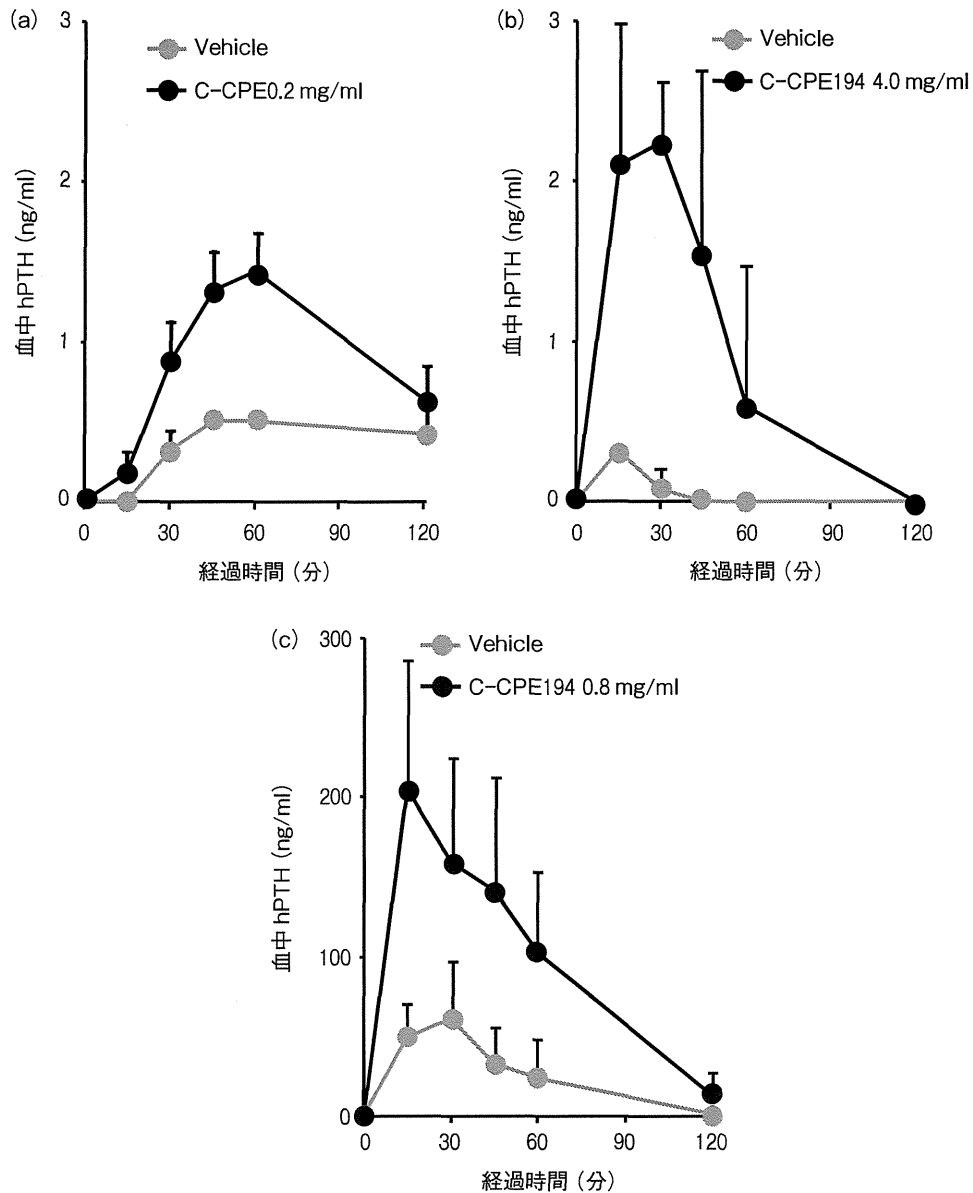 (a)
3
2
1
0
血中 hPTH (ng/ml)
Vehicle
C-CPE0.2 mg/ml
0 30 60 90 120
経過時間 (分)
(b)
3
2
1
0
血中 hPTH (ng/ml)
Vehicle
C-CPE194 4.0 mg/ml
0 30 60 90 120
経過時間 (分)
(c)
300
200
100
0
血中 hPTH (ng/ml)
Vehicle
C-CPE194 0.8 mg/ml
0 30 60 90 120
経過時間 (分)